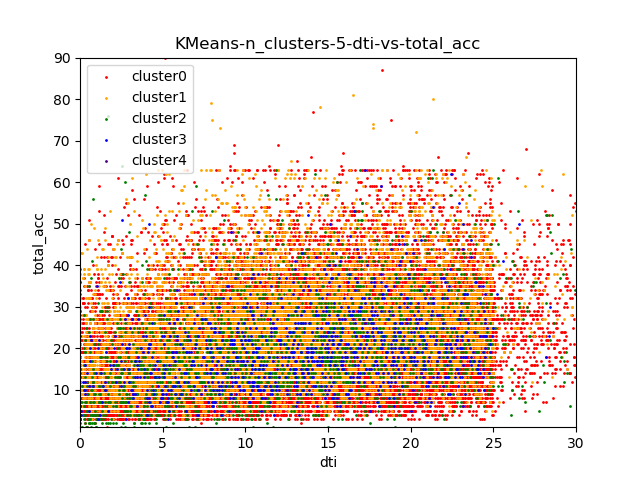 KMeans-n_clusters-5-dti-vs-total_acc
90
80
70
60
50
40
30
20
10
total_acc
cluster0
cluster1
cluster2
cluster3
cluster4
0 5 10 15 20 25 30
dti